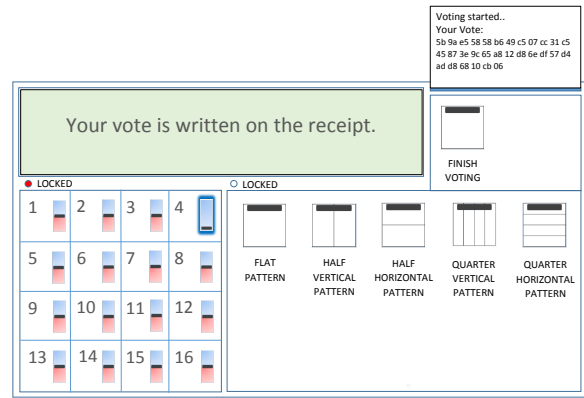 Voting started..
Your Vote:
5b 9a e5 58 58 b6 49 c5 07 cc 31 c5
45 87 3e 9c 65 a8 12 d8 6e df 57 d4
ad d8 68 10 cb 06
Your vote is written on the receipt.
FINISH
VOTING
LOCKED
LOCKED
1 2 3 4
5 6 7 8
9 10 11 12
13 14 15 16
FLAT
PATTERN
HALF
VERTICAL
PATTERN
HALF
HORIZONTAL
PATTERN
QUARTER
VERTICAL
PATTERN
QUARTER
HORIZONTAL
PATTERN